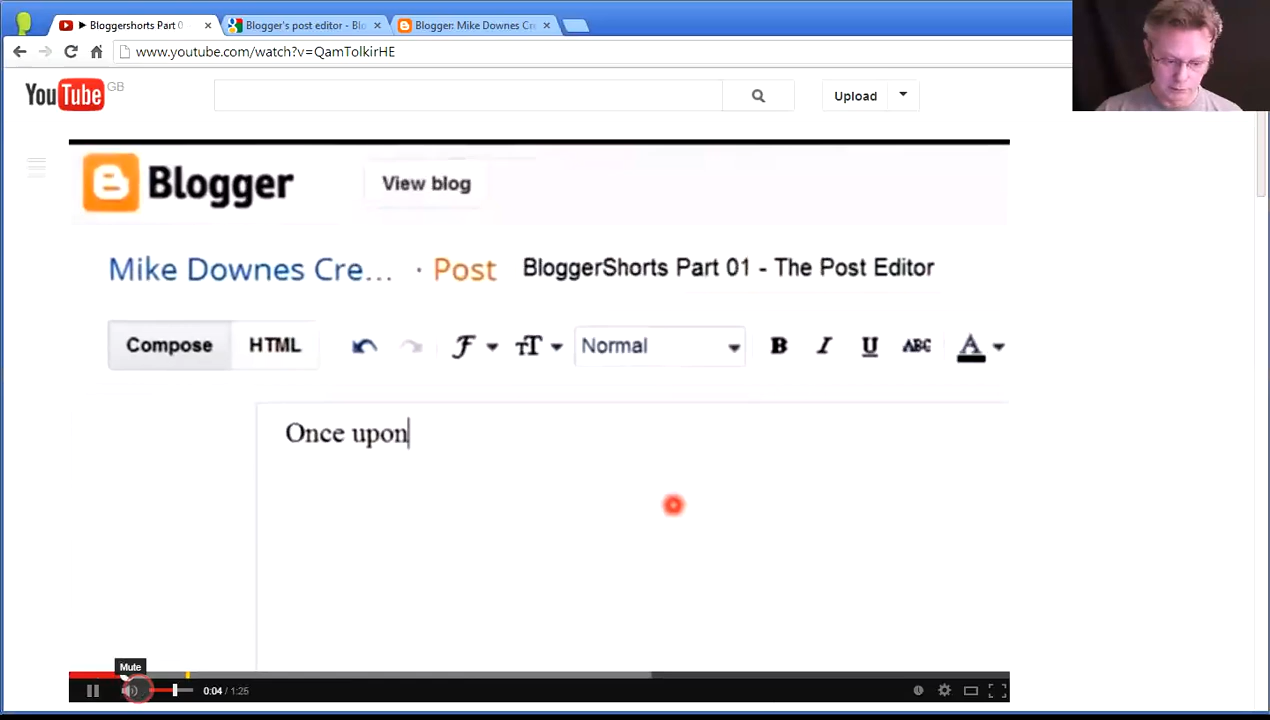 ▶ Bloggershorts Part 0
Blogger's post editor - Blo
Blogger: Mike Downes Cre
www.youtube.com/watch?v=QamTolkirHE
YouTube GB
Upload
Blogger
View blog
Mike Downes Cre... · Post BloggerShorts Part 01 - The Post Editor
Compose HTML Normal B I U ABC A
Once upon
Mute
0:04 / 1:25